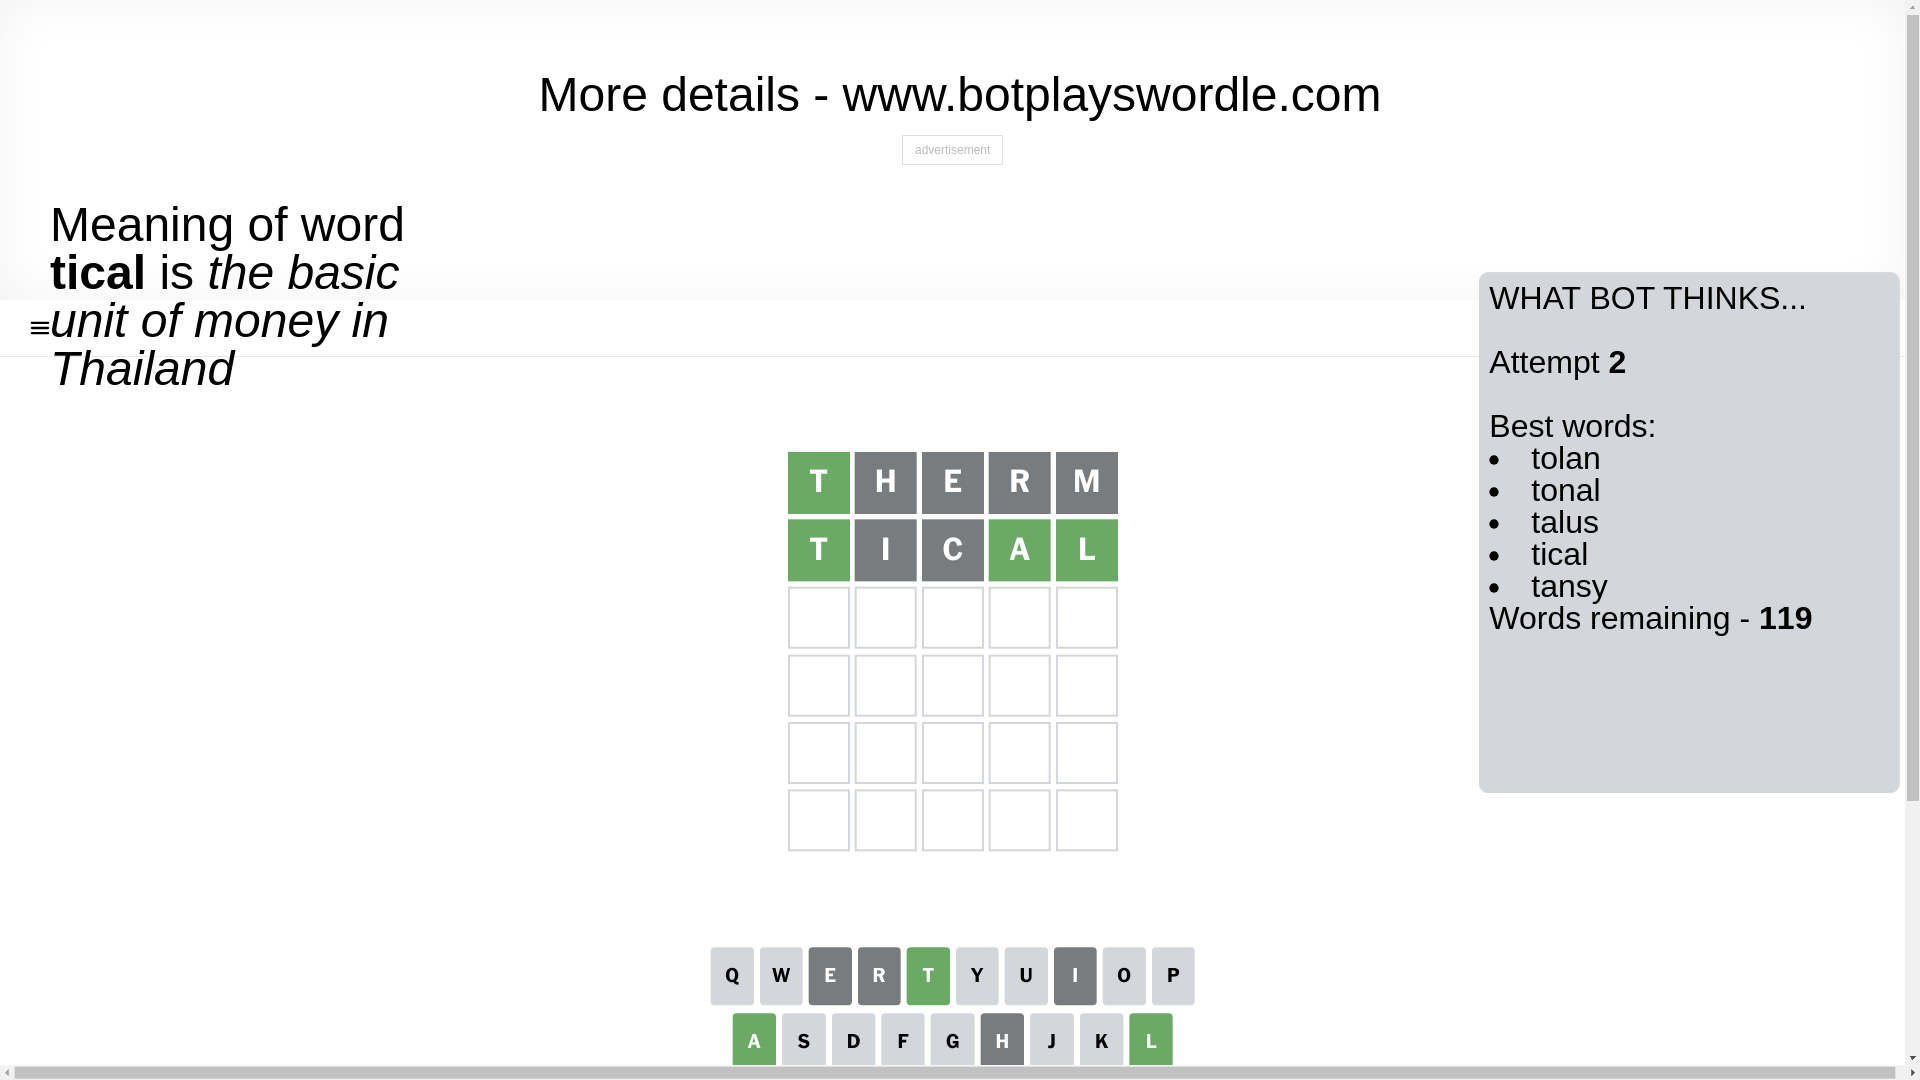 More details - www.botplayswordle.com
advertisement
Meaning of word
tical is the basic
unit of money in
Thailand
WHAT BOT THINKS...
Attempt 2
Best words:
• tolan
• tonal
• talus
• tical
• tansy
Words remaining - 119
T H E R M
T I C A L
Q W E R T Y U I O P
A S D F G H J K L